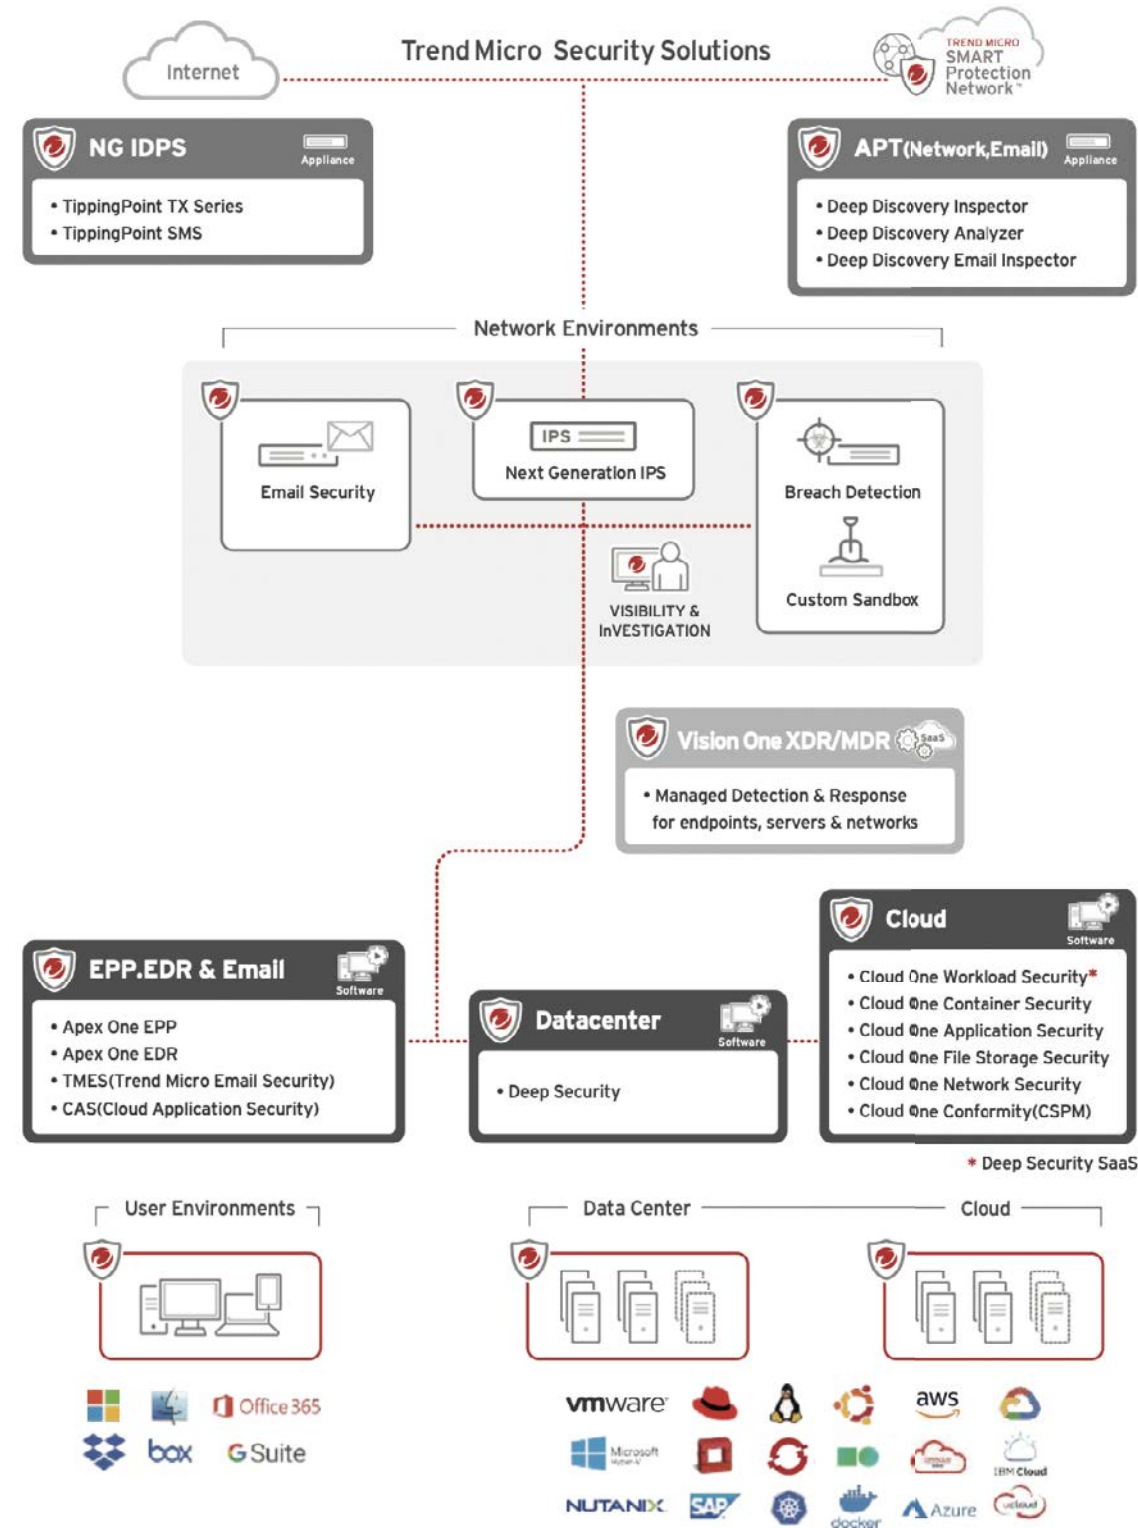 Trend Micro Security Solutions
Internet
TREND MICRO
SMART
Protection
Network™
NG IDPS
Appliance
• TippingPoint TX Series
• TippingPoint SMS
APT(Network,Email)
Appliance
• Deep Discovery Inspector
• Deep Discovery Analyzer
• Deep Discovery Email Inspector
Network Environments
Email Security
IPS
Next Generation IPS
Breach Detection
Custom Sandbox
VISIBILITY &
InVESTIGATION
Vision One XDR/MDR
SaaS
• Managed Detection & Response
for endpoints, servers & networks
EPP.EDR & Email
Software
• Apex One EPP
• Apex One EDR
• TMES(Trend Micro Email Security)
• CAS(Cloud Application Security)
Datacenter
Software
• Deep Security
Cloud
Software
• Cloud One Workload Security*
• Cloud One Container Security
• Cloud One Application Security
• Cloud One File Storage Security
• Cloud One Network Security
• Cloud One Conformity(CSPM)
* Deep Security SaaS
User Environments
Data Center
Cloud
Office 365
box
G Suite
vmware
aws
Microsoft
Hyper-V
IBM Cloud
NUTANIX
SAP
docker
Azure
ucloud